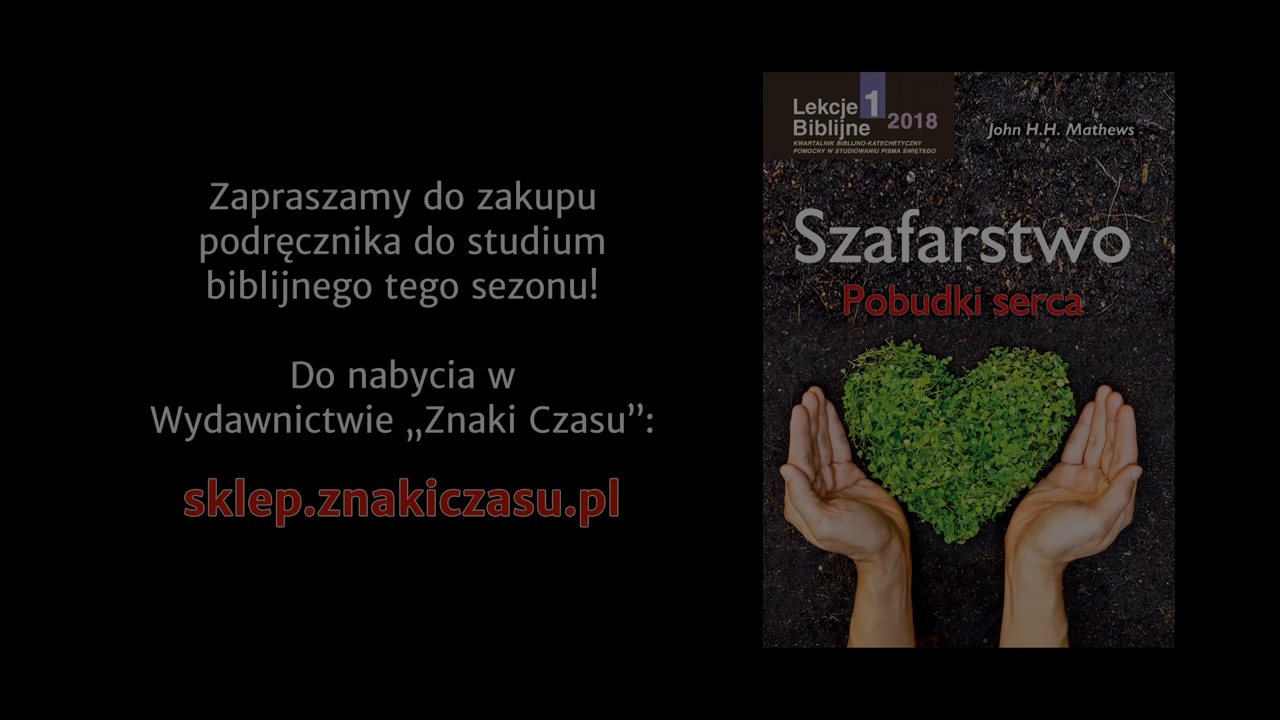 Zapraszamy do zakupu
podręcznika do studium
biblijnego tego sezonu!
Do nabycia w
Wydawnictwie „Znaki Czasu”:
sklep.znakiczasu.pl
Lekcje 1
Biblijne 2018
KWARTALNIK BIBLIJNO-KATECHETYCZNY
POMOCNY W STUDIOWANIU PISMA ŚWIĘTEGO
John H.H. Mathews
Szafarstwo
Pobudki serca